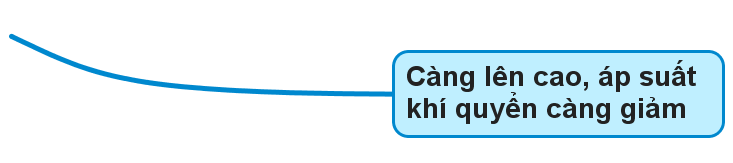 Càng lên cao, áp suất
khí quyển càng giảm